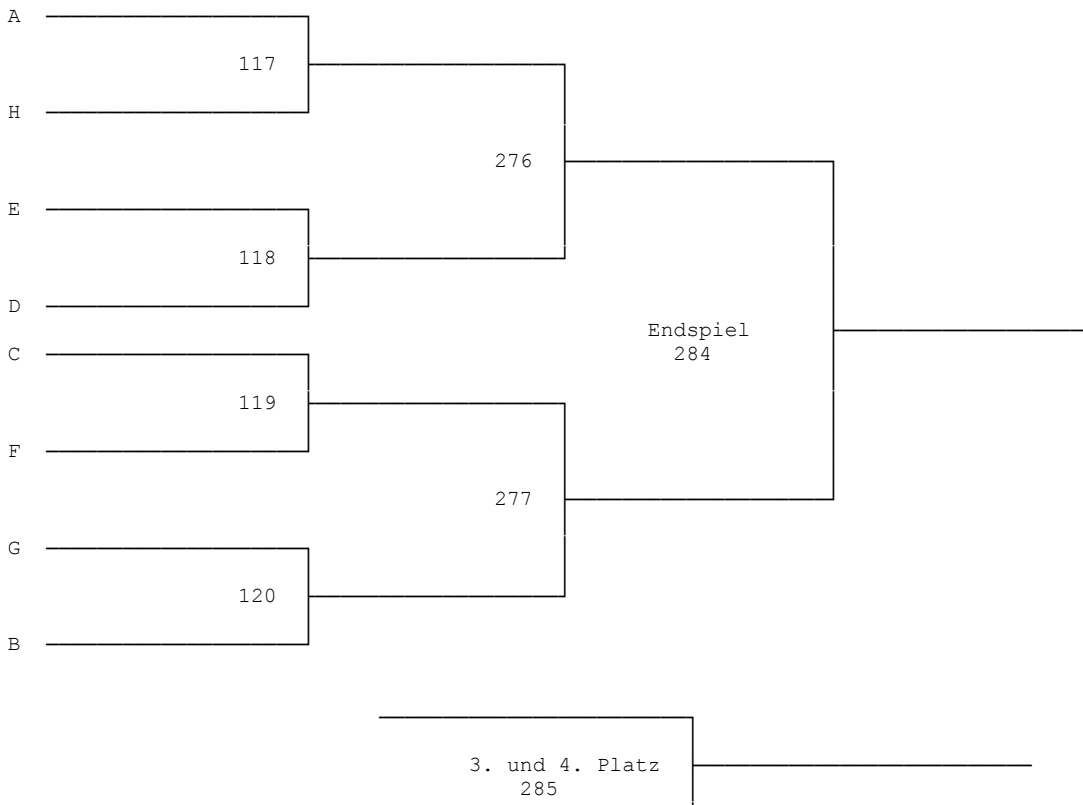 A
117
H
276
E
118
D
Endspiel
284
C
119
F
277
G
120
B
3. und 4. Platz
285